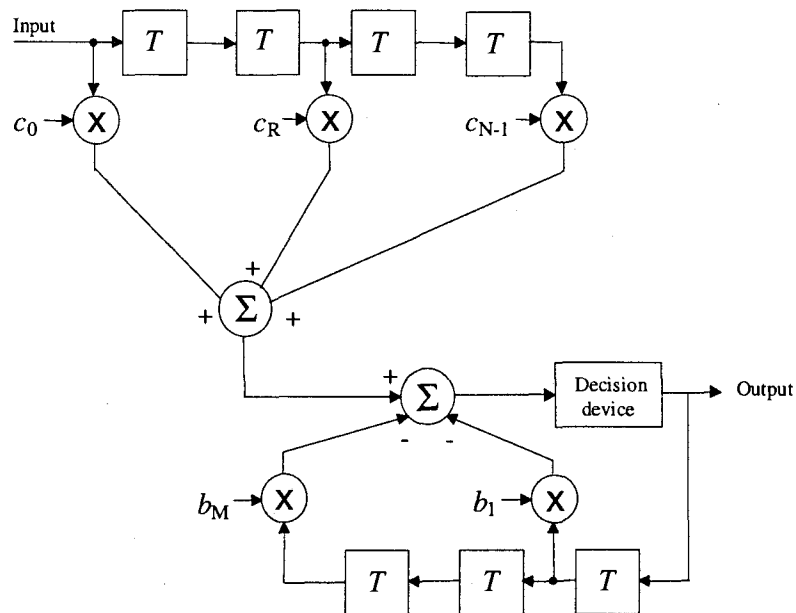 Input
T T T T
c0 X cR X cN-1 X
+
+ Σ +
+ Σ Decision device Output
- -
bM X b1 X
T T T